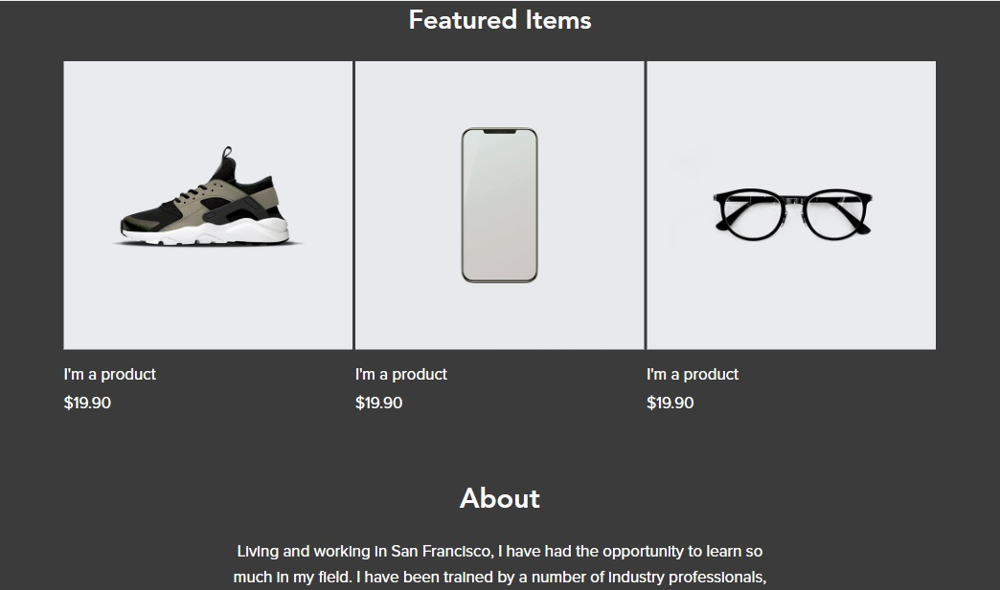 Featured Items
I'm a product
$19.90
I'm a product
$19.90
I'm a product
$19.90
About
Living and working in San Francisco, I have had the opportunity to learn so
much in my field. I have been trained by a number of industry professionals,